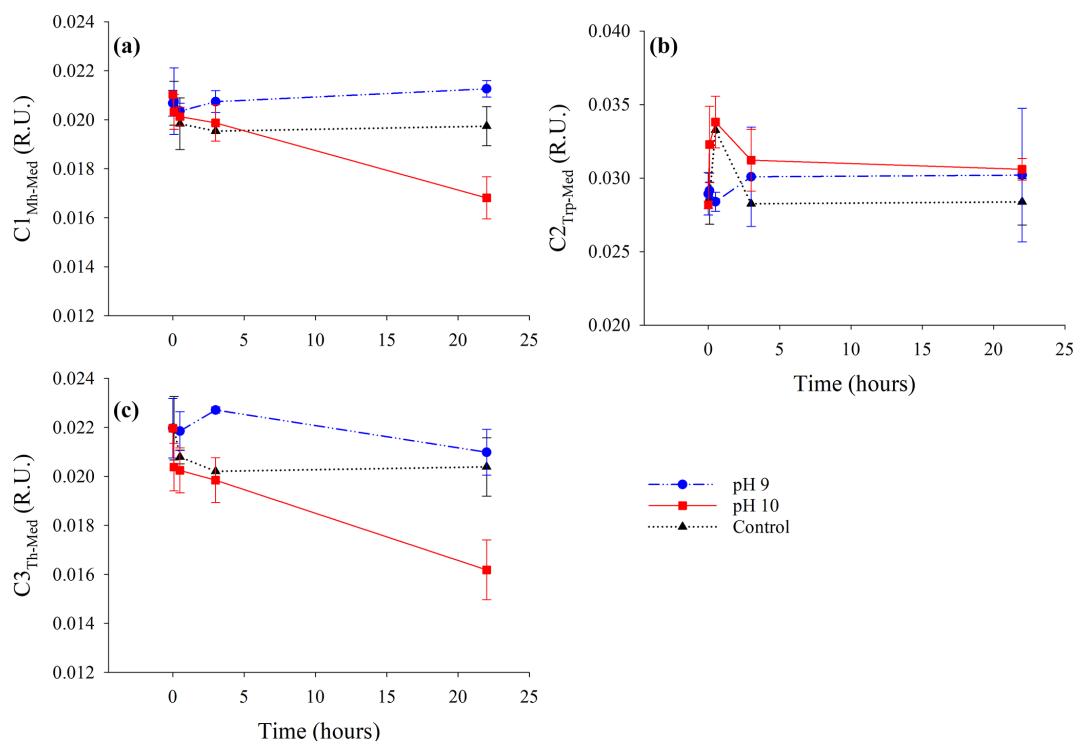 (a)
C1Mh-Med (R.U.)
0.024
0.022
0.020
0.018
0.016
0.014
0.012
0 5 10 15 20 25
(b)
C2Trp-Med (R.U.)
0.040
0.035
0.030
0.025
0.020
0 5 10 15 20 25
Time (hours)
(c)
C3Th-Med (R.U.)
0.024
0.022
0.020
0.018
0.016
0.014
0.012
0 5 10 15 20 25
Time (hours)
pH 9
pH 10
Control